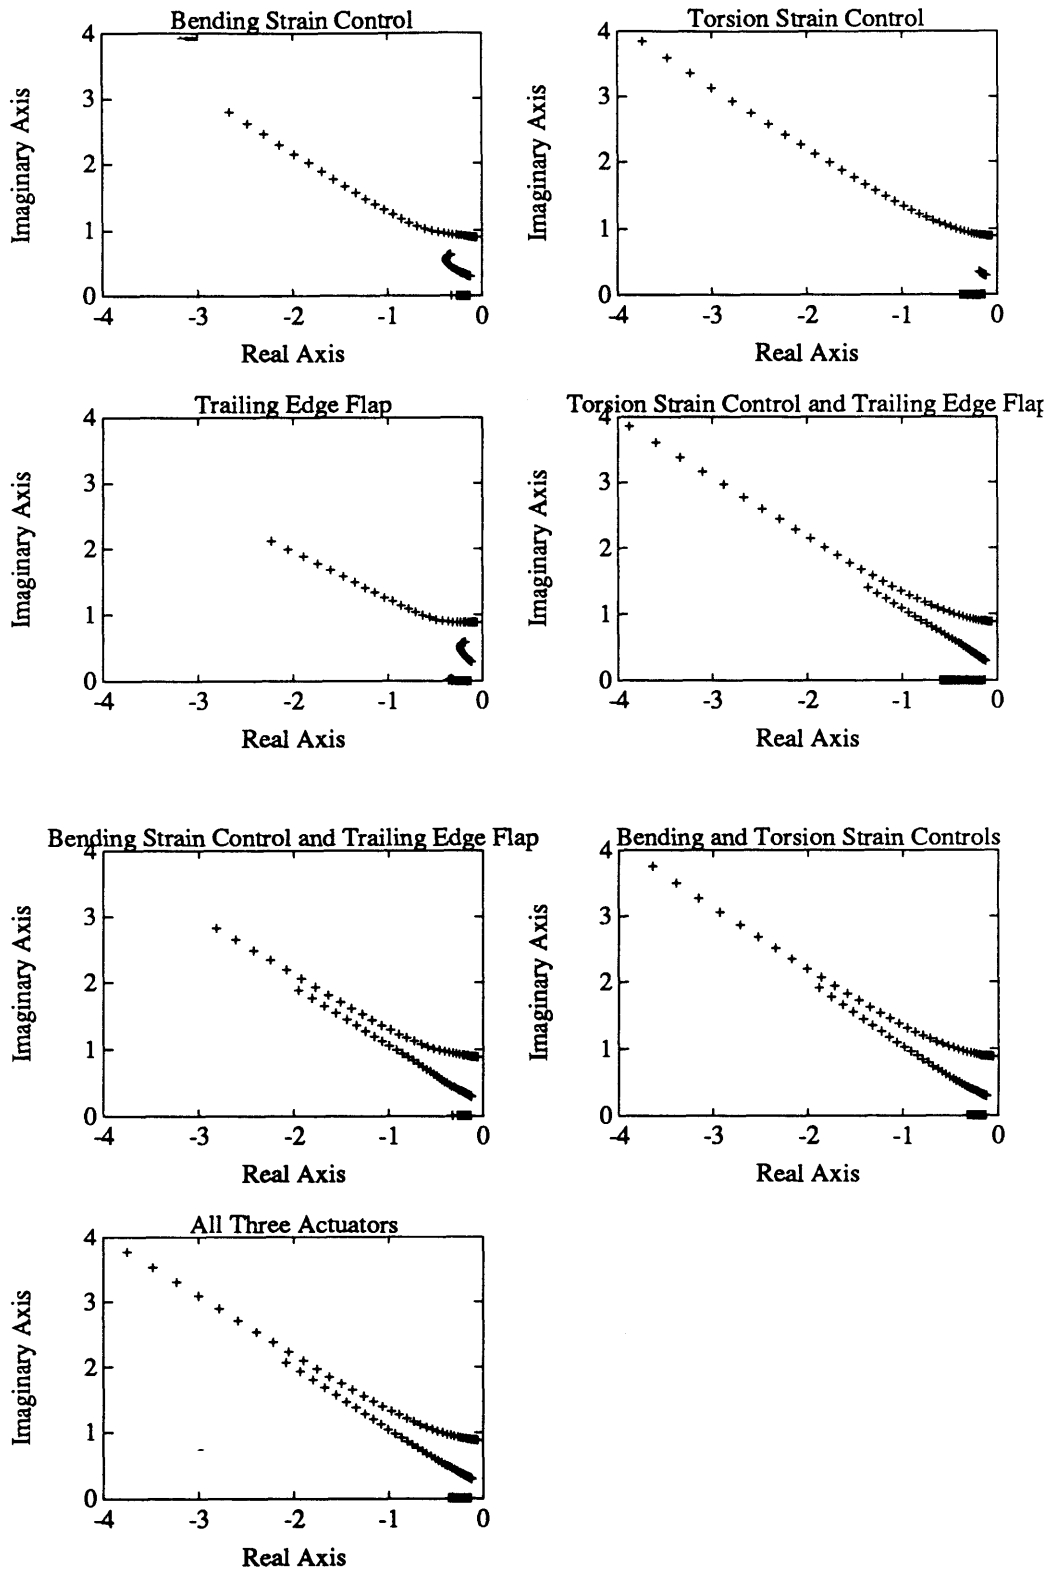 Bending Strain Control
4
3
2
1
0
-4 -3 -2 -1 0
Imaginary Axis
Real Axis
Torsion Strain Control
4
3
2
1
0
-4 -3 -2 -1 0
Imaginary Axis
Real Axis
Trailing Edge Flap
4
3
2
1
0
-4 -3 -2 -1 0
Imaginary Axis
Real Axis
Torsion Strain Control and Trailing Edge Flap
4
3
2
1
0
-4 -3 -2 -1 0
Imaginary Axis
Real Axis
Bending Strain Control and Trailing Edge Flap
4
3
2
1
0
-4 -3 -2 -1 0
Imaginary Axis
Real Axis
Bending and Torsion Strain Controls
4
3
2
1
0
-4 -3 -2 -1 0
Imaginary Axis
Real Axis
All Three Actuators
4
3
2
1
0
-4 -3 -2 -1 0
Imaginary Axis
Real Axis